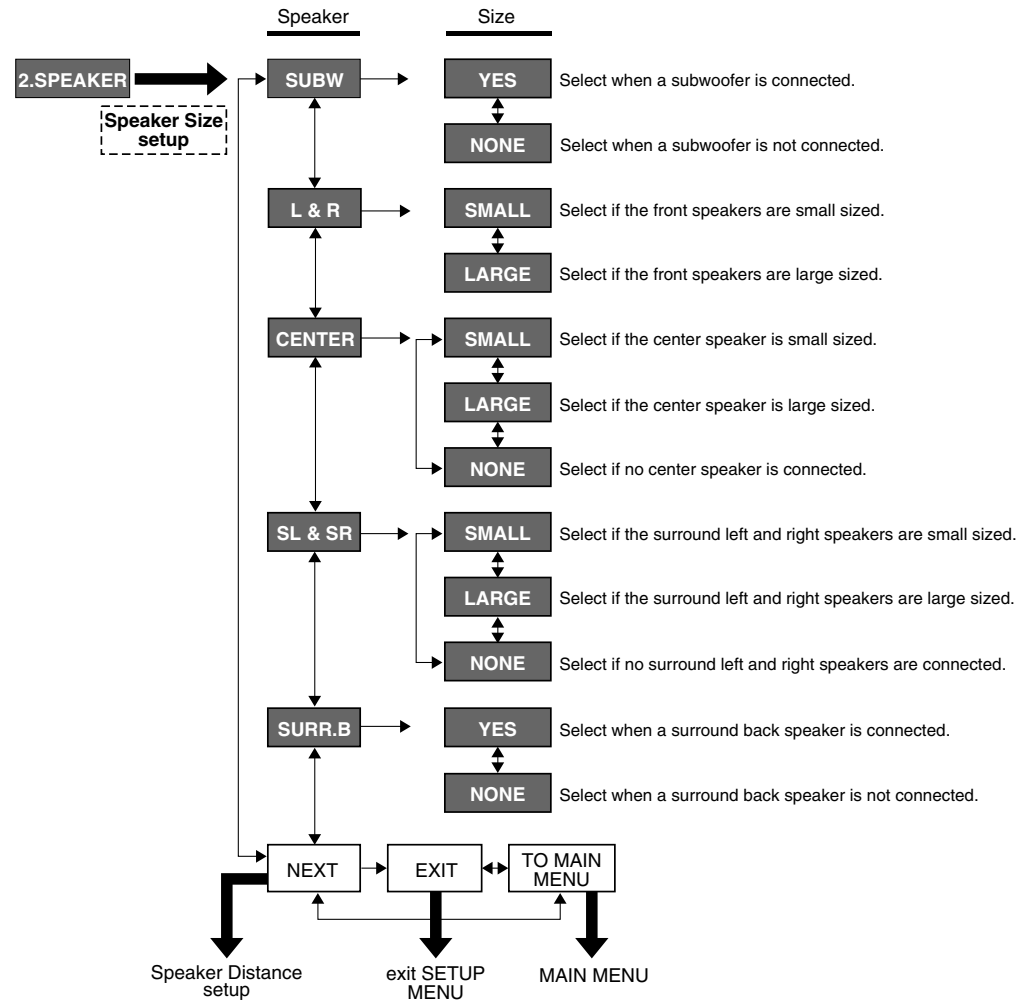 Speaker Size
2.SPEAKER
Speaker Size
setup
SUBW
YES Select when a subwoofer is connected.
NONE Select when a subwoofer is not connected.
L & R
SMALL Select if the front speakers are small sized.
LARGE Select if the front speakers are large sized.
CENTER
SMALL Select if the center speaker is small sized.
LARGE Select if the center speaker is large sized.
NONE Select if no center speaker is connected.
SL & SR
SMALL Select if the surround left and right speakers are small sized.
LARGE Select if the surround left and right speakers are large sized.
NONE Select if no surround left and right speakers are connected.
SURR.B
YES Select when a surround back speaker is connected.
NONE Select when a surround back speaker is not connected.
NEXT
EXIT
TO MAIN
MENU
Speaker Distance
setup
exit SETUP
MENU
MAIN MENU